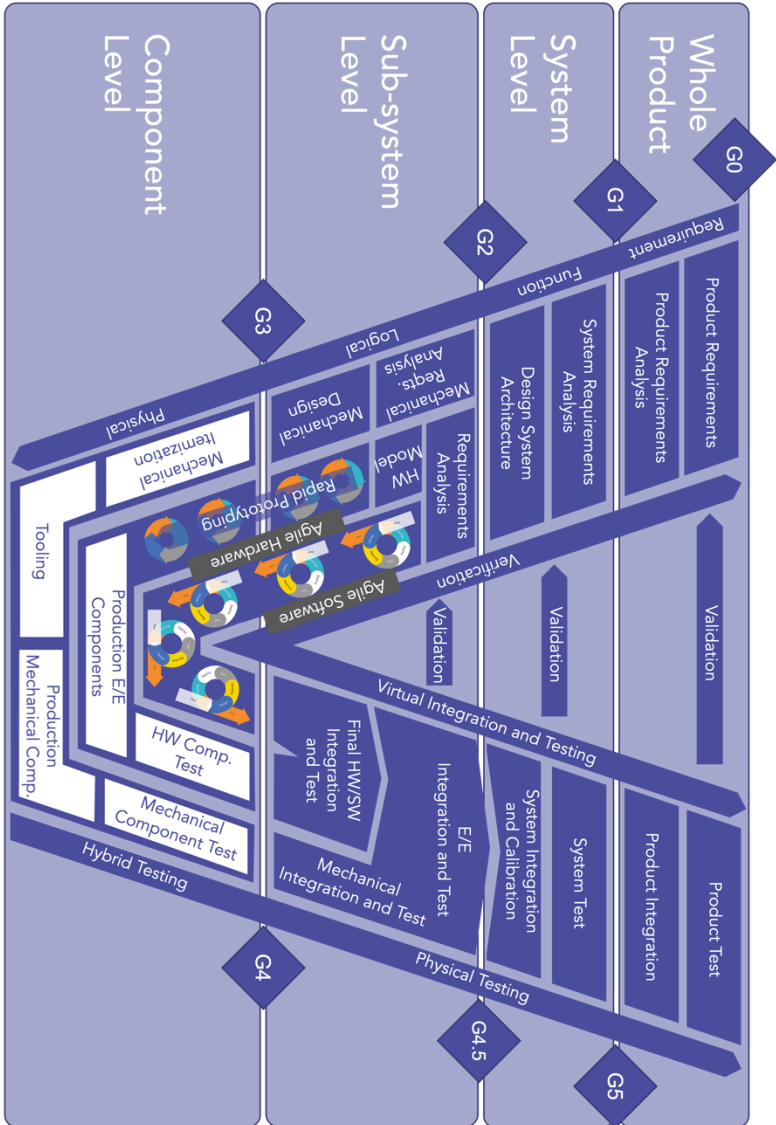 Whole
Product
System
Level
Sub-system
Level
Component
Level
G0
G1
G2
G3
G4
G4.5
G5
Requirement
Function
Logical
Physical
Product Requirements
Product Requirements
Analysis
System Requirements
Analysis
Design System
Architecture
Requirements
Analysis
Mechanical
Reqts.
Analysis
HW
Model
Mechanical
Design
Mechanical
Itemization
Tooling
Rapid Prototyping
Agile Hardware
Agile Software
Production E/E
Components
Production
Mechanical Comp.
Verification
Validation
Validation
Validation
Virtual Integration and Testing
Product Test
Product Integration
System Test
System Integration
and Calibration
E/E
Integration and Test
Final HW/SW
Integration
and Test
Mechanical
Integration and Test
HW Comp.
Test
Mechanical
Component Test
Hybrid Testing
Physical Testing